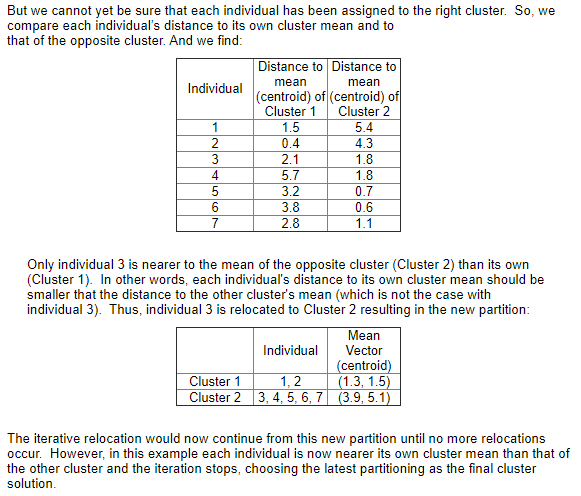 But we cannot yet be sure that each individual has been assigned to the right cluster.  So, we
compare each individual's distance to its own cluster mean and to
that of the opposite cluster. And we find:
Individual Distance to mean (centroid) of Cluster 1 Distance to mean (centroid) of Cluster 2
1 1.5 5.4
2 0.4 4.3
3 2.1 1.8
4 5.7 1.8
5 3.2 0.7
6 3.8 0.6
7 2.8 1.1
Only individual 3 is nearer to the mean of the opposite cluster (Cluster 2) than its own
(Cluster 1).  In other words, each individual's distance to its own cluster mean should be
smaller that the distance to the other cluster's mean (which is not the case with
individual 3).  Thus, individual 3 is relocated to Cluster 2 resulting in the new partition:
Individual Mean Vector (centroid)
Cluster 1 1, 2 (1.3, 1.5)
Cluster 2 3, 4, 5, 6, 7 (3.9, 5.1)
The iterative relocation would now continue from this new partition until no more relocations
occur.  However, in this example each individual is now nearer its own cluster mean than that of
the other cluster and the iteration stops, choosing the latest partitioning as the final cluster
solution.